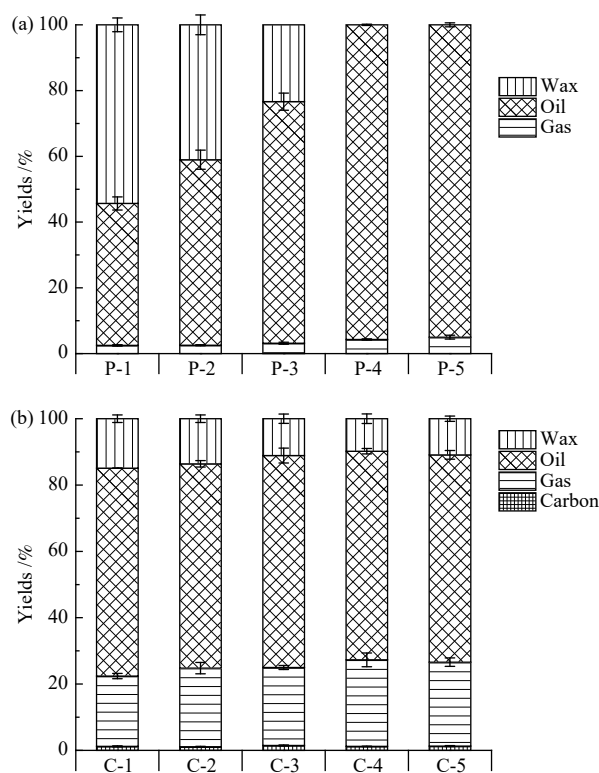 (a)
100
80
60
40
20
0
Yields /%
Wax
Oil
Gas
P-1 P-2 P-3 P-4 P-5
(b)
100
80
60
40
20
0
Yields /%
Wax
Oil
Gas
Carbon
C-1 C-2 C-3 C-4 C-5